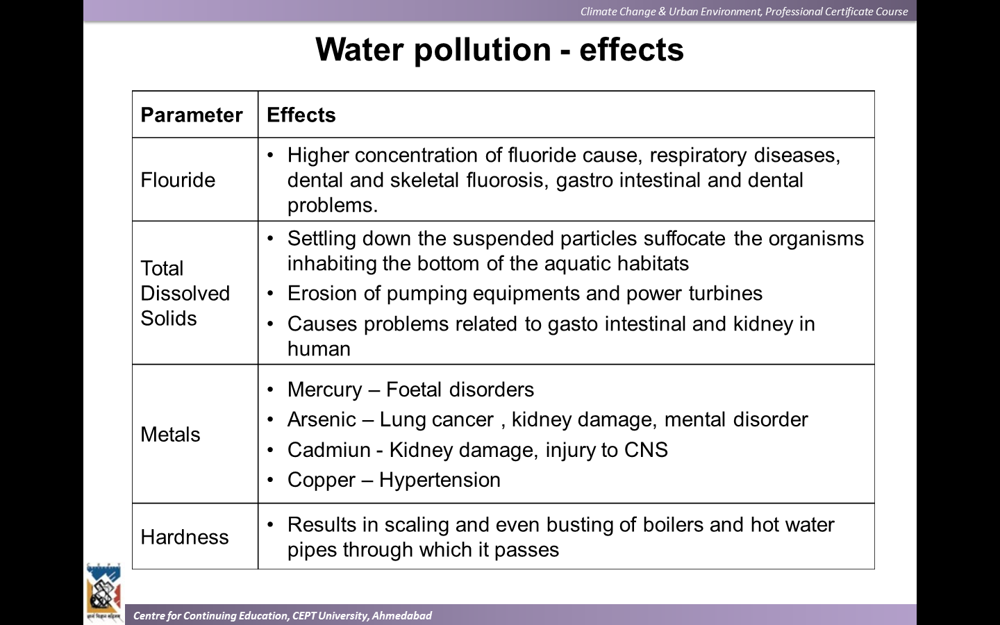 Climate Change & Urban Environment, Professional Certificate Course
Water pollution - effects
Parameter
Effects
Flouride
• Higher concentration of fluoride cause, respiratory diseases,
dental and skeletal fluorosis, gastro intestinal and dental
problems.
Total
Dissolved
Solids
• Settling down the suspended particles suffocate the organisms
inhabiting the bottom of the aquatic habitats
• Erosion of pumping equipments and power turbines
• Causes problems related to gasto intestinal and kidney in
human
Metals
• Mercury – Foetal disorders
• Arsenic – Lung cancer , kidney damage, mental disorder
• Cadmiun - Kidney damage, injury to CNS
• Copper – Hypertension
Hardness
• Results in scaling and even busting of boilers and hot water
pipes through which it passes
Centre for Continuing Education, CEPT University, Ahmedabad